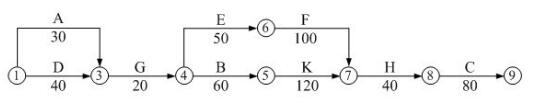 A E ⑥ F
30 50 100
① D ③ G ④ B ⑤ K ⑦ H ⑧ C ⑨
40 20 60 120 40 80